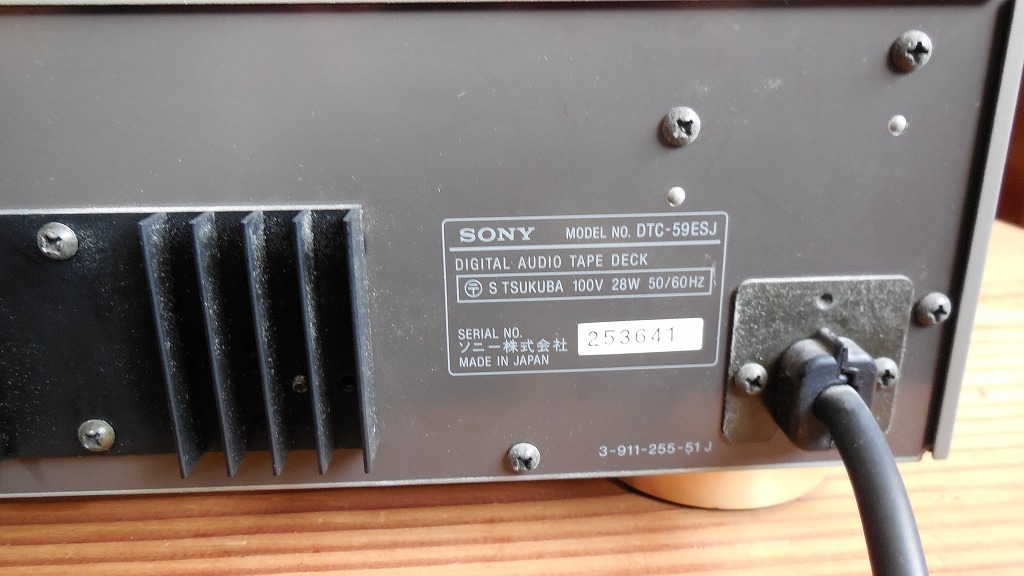 SONY MODEL NO. DTC-59ESJ
DIGITAL AUDIO TAPE DECK
〒 S TSUKUBA 100V 28W 50/60HZ
SERIAL NO. 253641
ソニー株式会社
MADE IN JAPAN
3-911-255-51 J